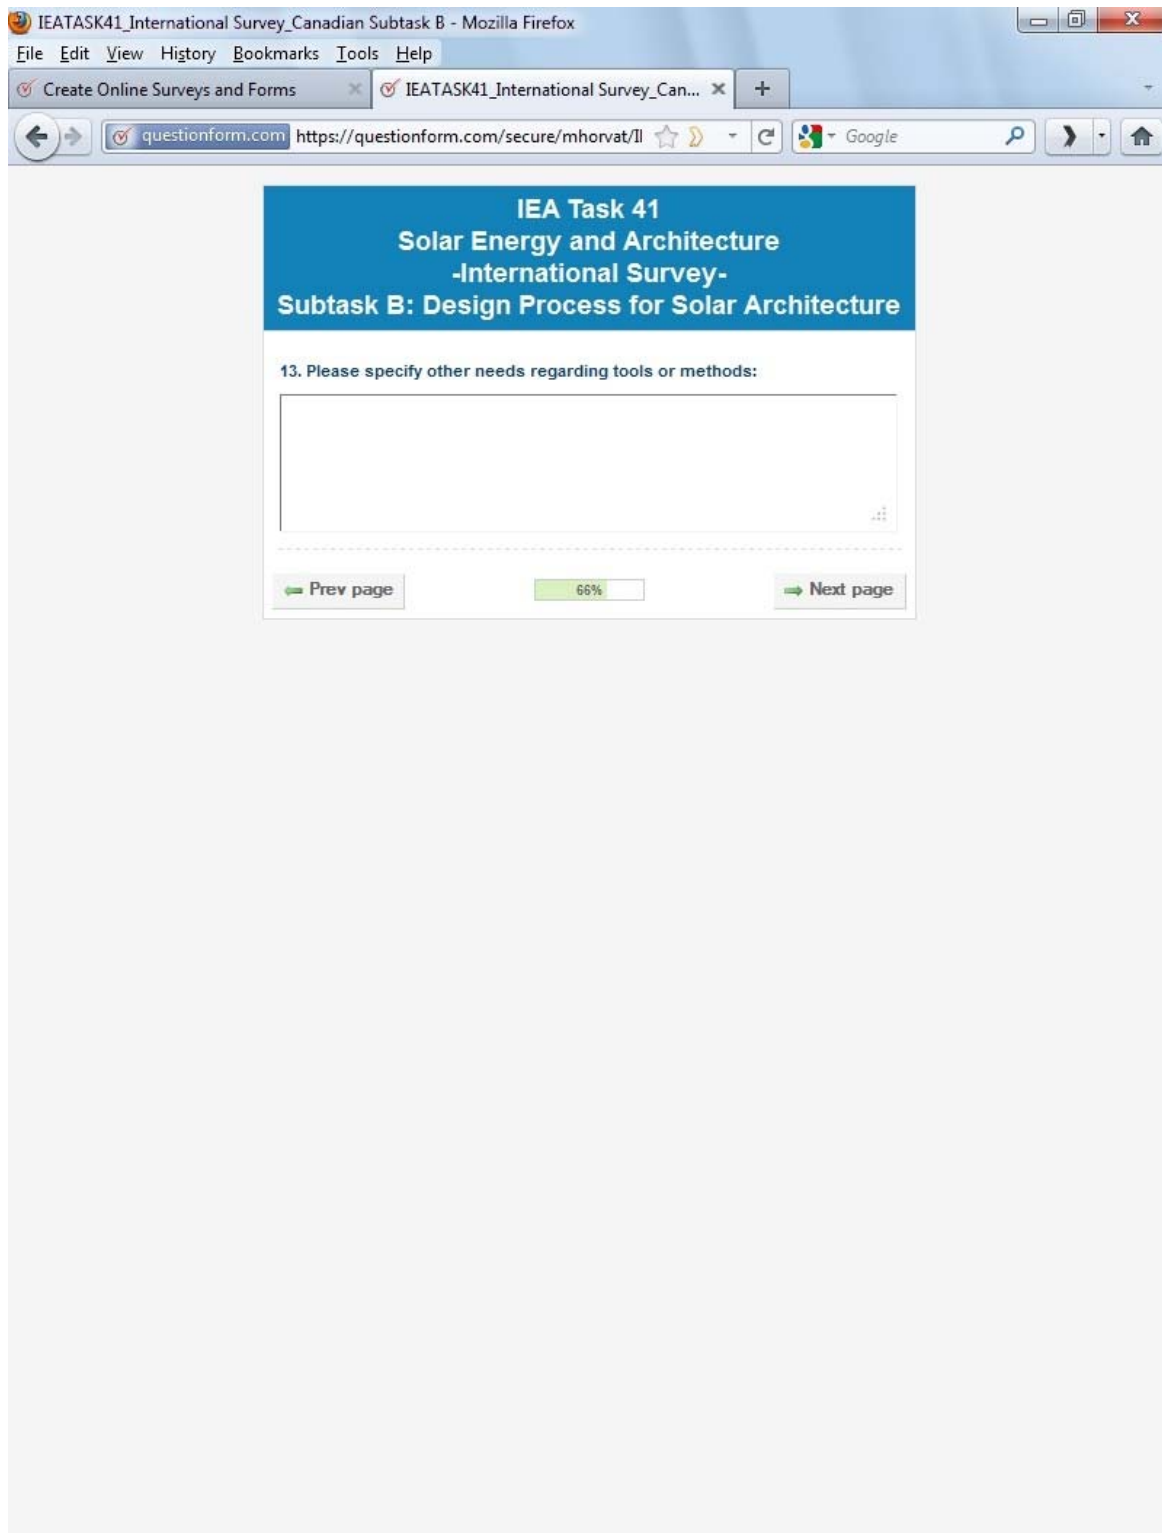 IEATASK41_International Survey_Canadian Subtask B - Mozilla Firefox
File Edit View History Bookmarks Tools Help
Create Online Surveys and Forms IEATASK41_International Survey_Can...
questionform.com https://questionform.com/secure/mhorvat/II Google
IEA Task 41
Solar Energy and Architecture
-International Survey-
Subtask B: Design Process for Solar Architecture
13. Please specify other needs regarding tools or methods:
Prev page 66% Next page